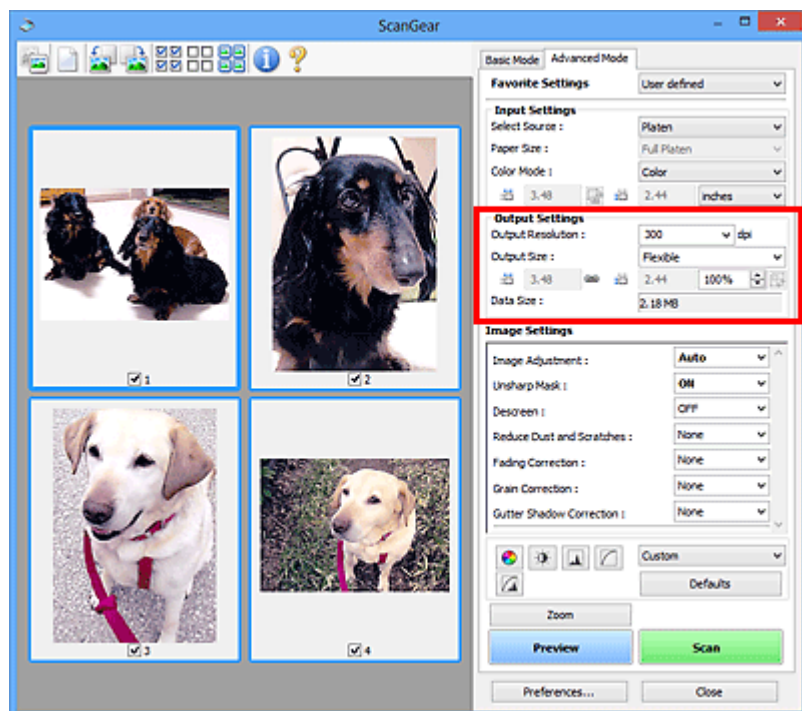 ScanGear
Basic Mode Advanced Mode
Favorite Settings User defined
Input Settings
Select Source : Platen
Paper Size : Full Platen
Color Mode : Color
3.48 2.44 inches
Output Settings
Output Resolution : 300 dpi
Output Size : Flexible
3.48 2.44 100%
Data Size : 2.18 MB
Image Settings
Image Adjustment : Auto
Unsharp Mask : ON
Descreen : OFF
Reduce Dust and Scratches : None
Fading Correction : None
Grain Correction : None
Gutter Shadow Correction : None
Custom
Defaults
Zoom
Preview Scan
Preferences... Close
1
2
3
4